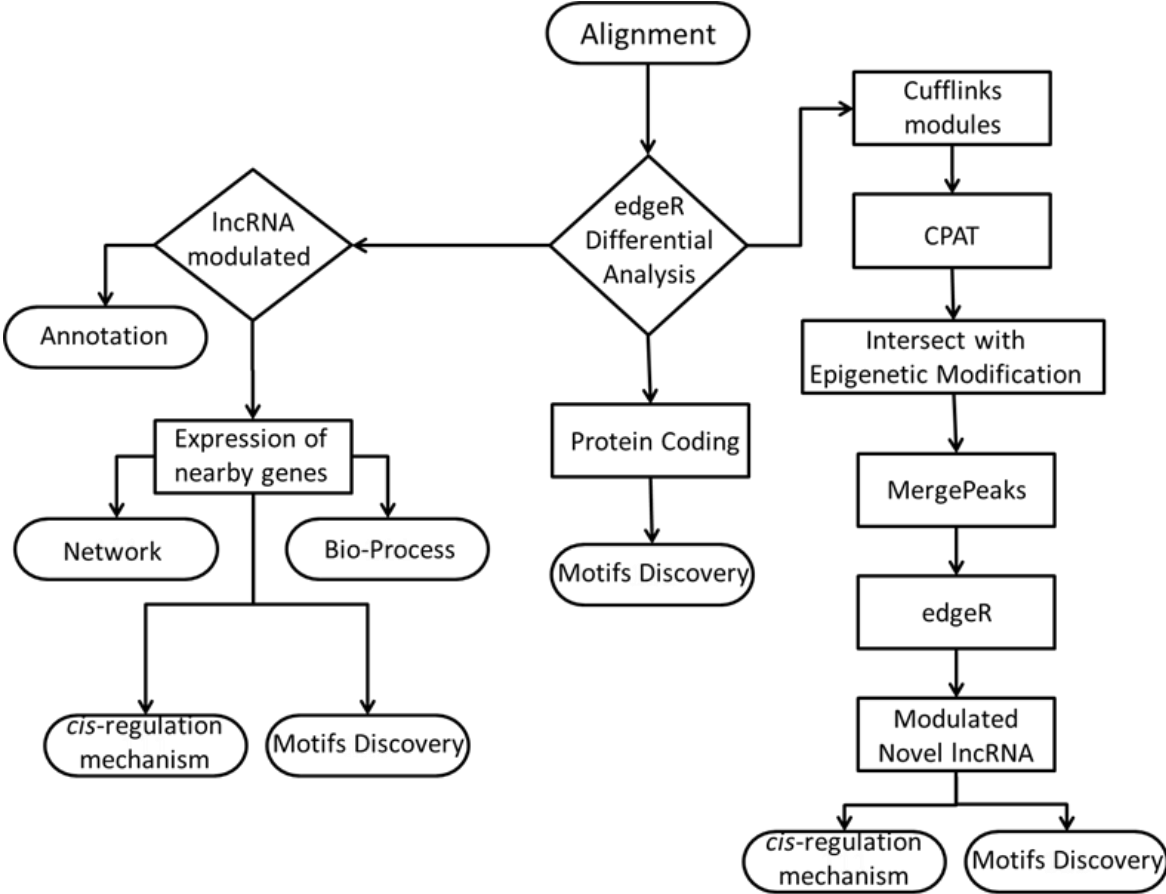 Alignment
Cufflinks
modules
lncRNA
modulated
edgeR
Differential
Analysis
CPAT
Annotation
Intersect with
Epigenetic Modification
Expression of
nearby genes
Protein Coding
MergePeaks
Network
Bio-Process
Motifs Discovery
edgeR
cis-regulation
mechanism
Motifs Discovery
Modulated
Novel lncRNA
cis-regulation
mechanism
Motifs Discovery